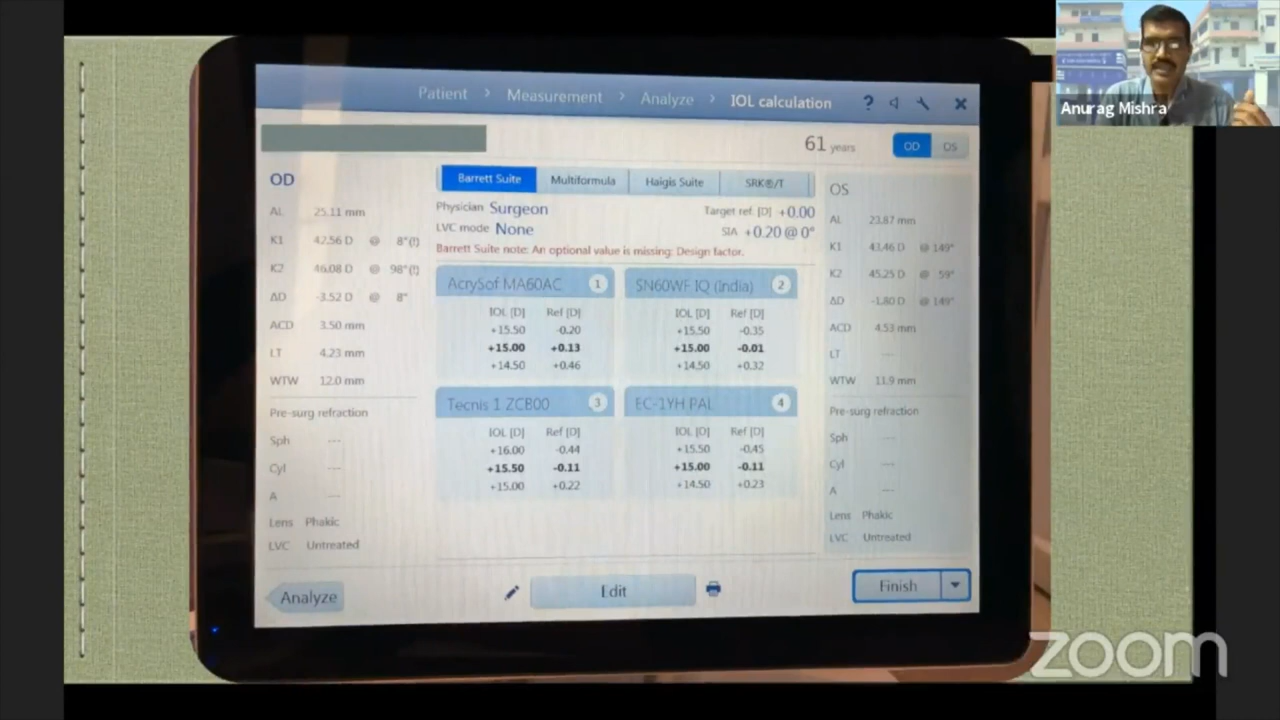 Patient > Measurement > Analyze > IOL calculation ?
61 years OD OS
OD
AL 25.11 mm
K1 42.56 D @ 8°(!)
K2 46.08 D @ 98°(!)
ΔD -3.52 D @ 8°
ACD 3.50 mm
LT 4.23 mm
WTW 12.0 mm
Pre-surg refraction
Sph ---
Cyl ---
A ---
Lens Phakic
LVC Untreated
Barrett Suite Multiformula Haigis Suite SRK®/T
Physician Surgeon Target ref. [D] +0.00
LVC mode None SIA +0.20 @ 0°
Barrett Suite note: An optional value is missing: Design factor.
AcrySof MA60AC 1
IOL [D] Ref [D]
+15.50 -0.20
+15.00 +0.13
+14.50 +0.46
SN60WF IQ (India) 2
IOL [D] Ref [D]
+15.50 -0.35
+15.00 -0.01
+14.50 +0.32
Tecnis 1 ZCB00 3
IOL [D] Ref [D]
+16.00 -0.44
+15.50 -0.11
+15.00 +0.22
EC-1YH PAL 4
IOL [D] Ref [D]
+15.50 -0.45
+15.00 -0.11
+14.50 +0.23
OS
AL 23.87 mm
K1 43.46 D @ 149°
K2 45.25 D @ 59°
ΔD -1.80 D @ 149°
ACD 4.53 mm
LT ---
WTW 11.9 mm
Pre-surg refraction
Sph ---
Cyl ---
A ---
Lens Phakic
LVC Untreated
Analyze Edit Finish
Anurag Mishra
zoom